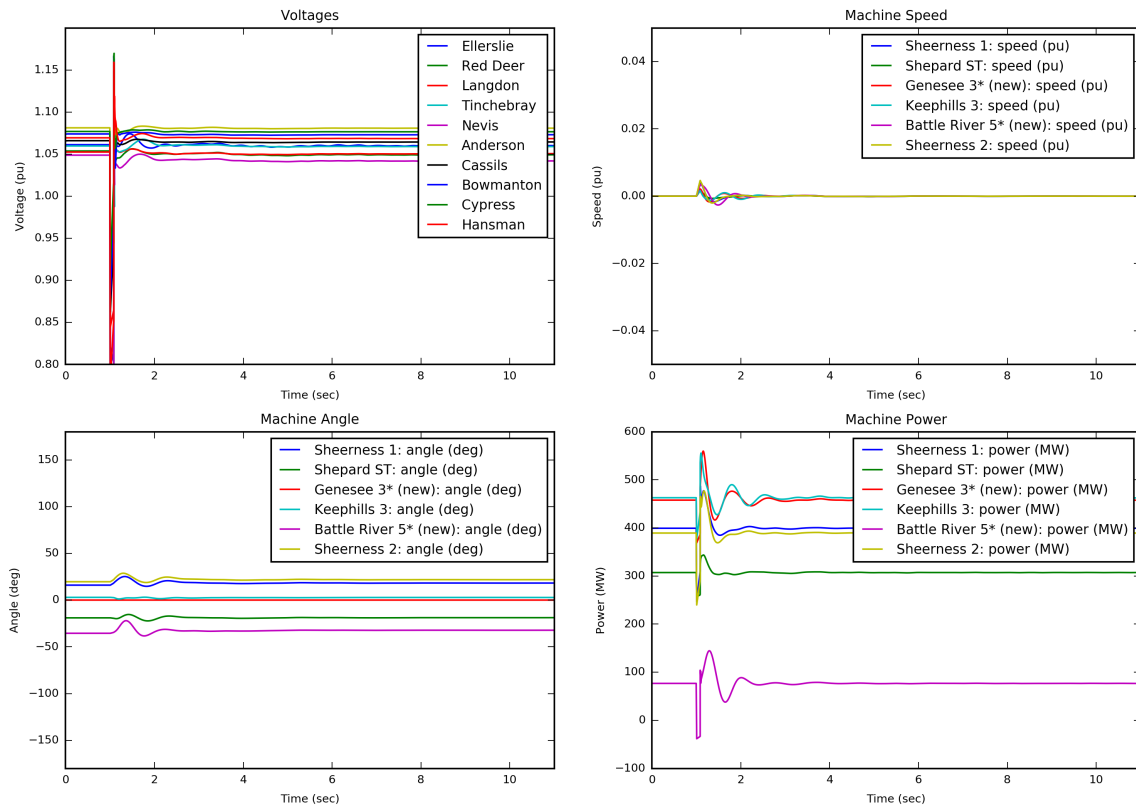 Voltages
Voltage (pu)
1.15
1.10
1.05
1.00
0.95
0.90
0.85
0.80
Ellerslie
Red Deer
Langdon
Tinchebray
Nevis
Anderson
Cassils
Bowmanton
Cypress
Hansman
0 2 4 6 8 10
Time (sec)
Machine Speed
Speed (pu)
0.04
0.02
0.00
−0.02
−0.04
Sheerness 1: speed (pu)
Shepard ST: speed (pu)
Genesee 3* (new): speed (pu)
Keephills 3: speed (pu)
Battle River 5* (new): speed (pu)
Sheerness 2: speed (pu)
0 2 4 6 8 10
Time (sec)
Machine Angle
Angle (deg)
150
100
50
0
−50
−100
−150
Sheerness 1: angle (deg)
Shepard ST: angle (deg)
Genesee 3* (new): angle (deg)
Keephills 3: angle (deg)
Battle River 5* (new): angle (deg)
Sheerness 2: angle (deg)
0 2 4 6 8 10
Time (sec)
Machine Power
Power (MW)
600
500
400
300
200
100
0
−100
Sheerness 1: power (MW)
Shepard ST: power (MW)
Genesee 3* (new): power (MW)
Keephills 3: power (MW)
Battle River 5* (new): power (MW)
Sheerness 2: power (MW)
0 2 4 6 8 10
Time (sec)